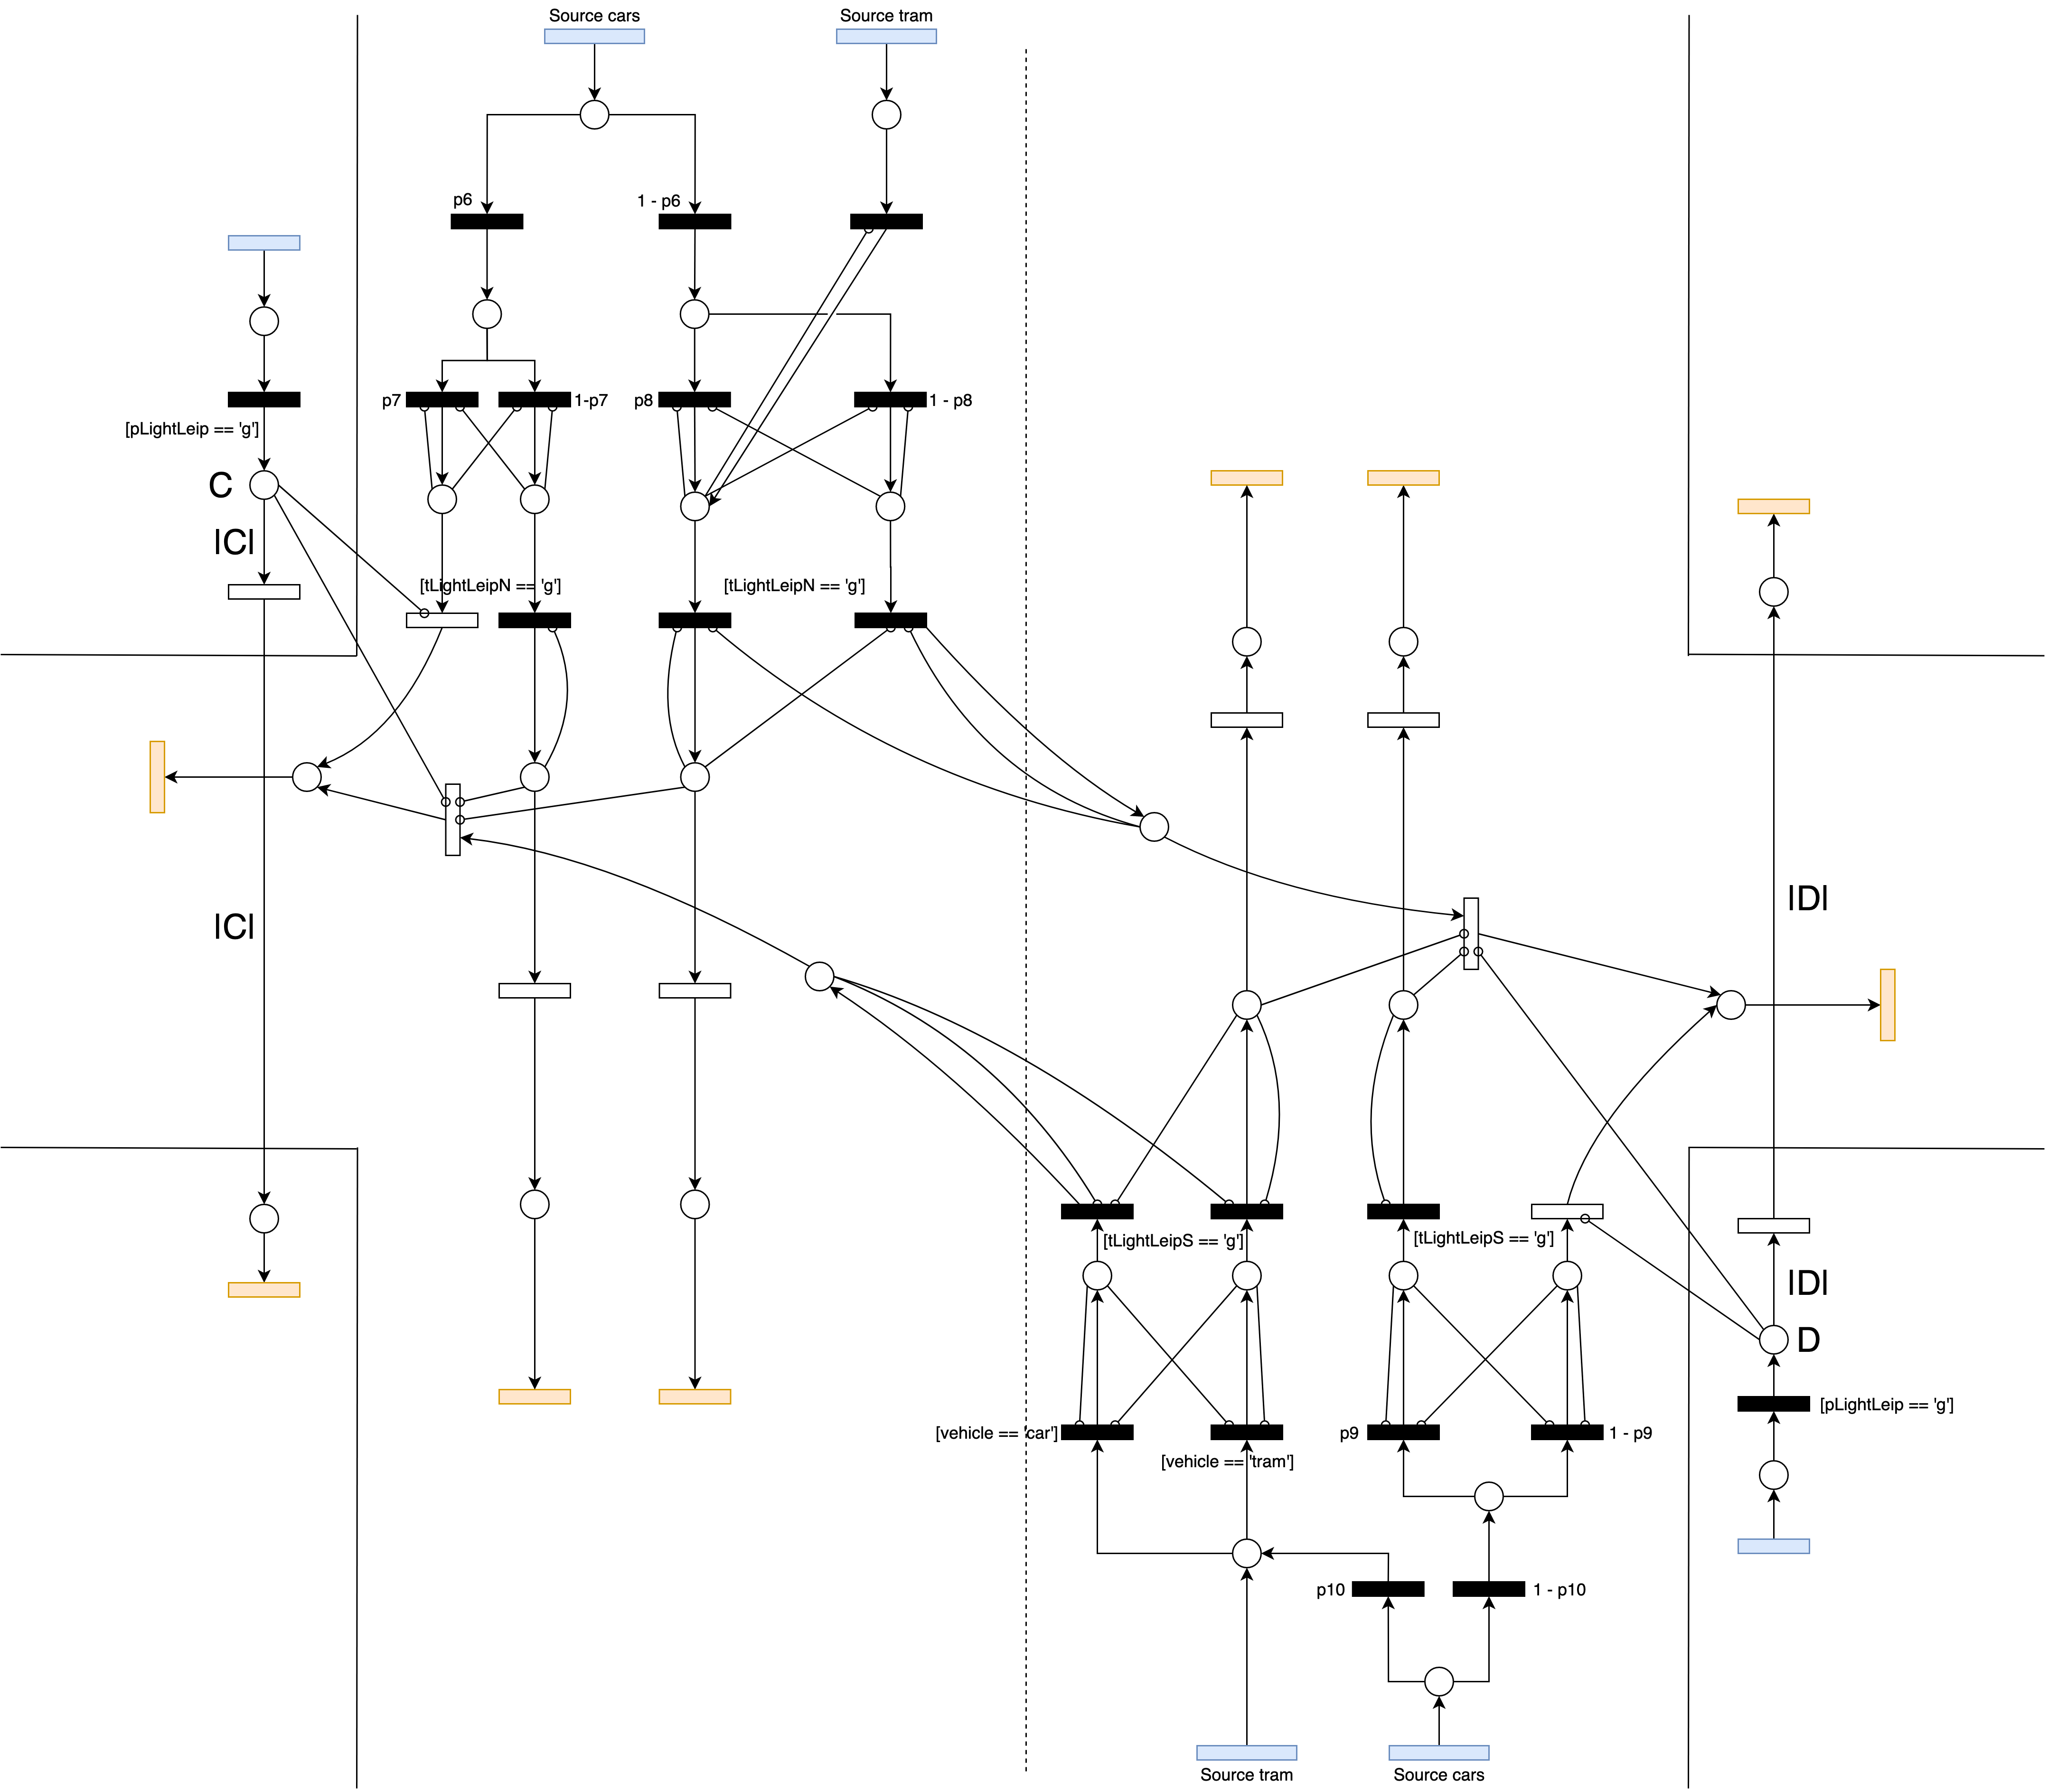 Source cars
Source tram
p6
1 - p6
p7
1-p7
p8
1 - p8
[pLightLeip == 'g']
C
|C|
[tLightLeipN == 'g']
[tLightLeipN == 'g']
|C|
|D|
[tLightLeipS == 'g']
[tLightLeipS == 'g']
|D|
D
[pLightLeip == 'g']
[vehicle == 'car']
p9
1 - p9
[vehicle == 'tram']
p10
1 - p10
Source tram
Source cars